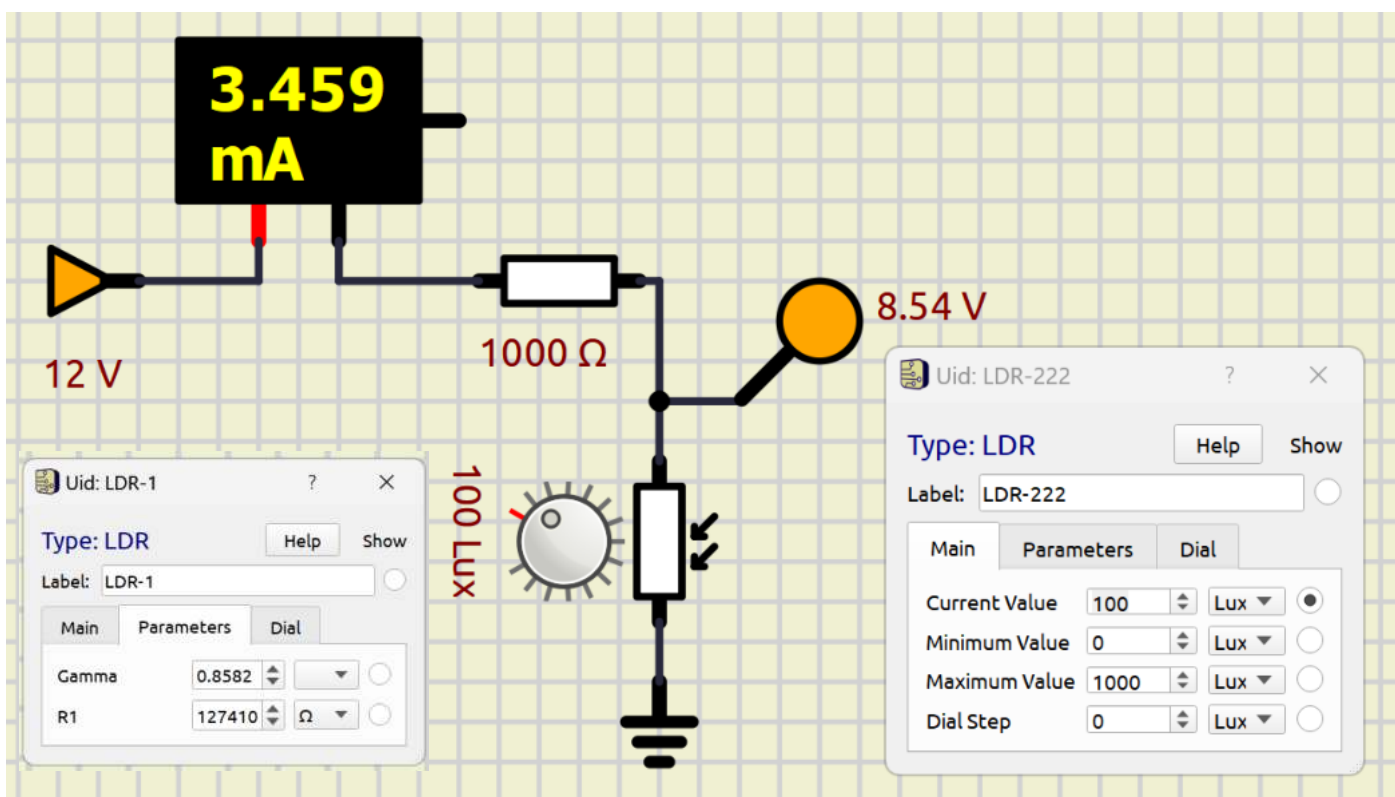 3.459
mA
12 V
1000 Ω
8.54 V
100 Lux
Uid: LDR-1 ?
Type: LDR Help Show
Label: LDR-1
Main Parameters Dial
Gamma 0.8582
R1 127410 Ω
Uid: LDR-222 ?
Type: LDR Help Show
Label: LDR-222
Main Parameters Dial
Current Value 100 Lux
Minimum Value 0 Lux
Maximum Value 1000 Lux
Dial Step 0 Lux